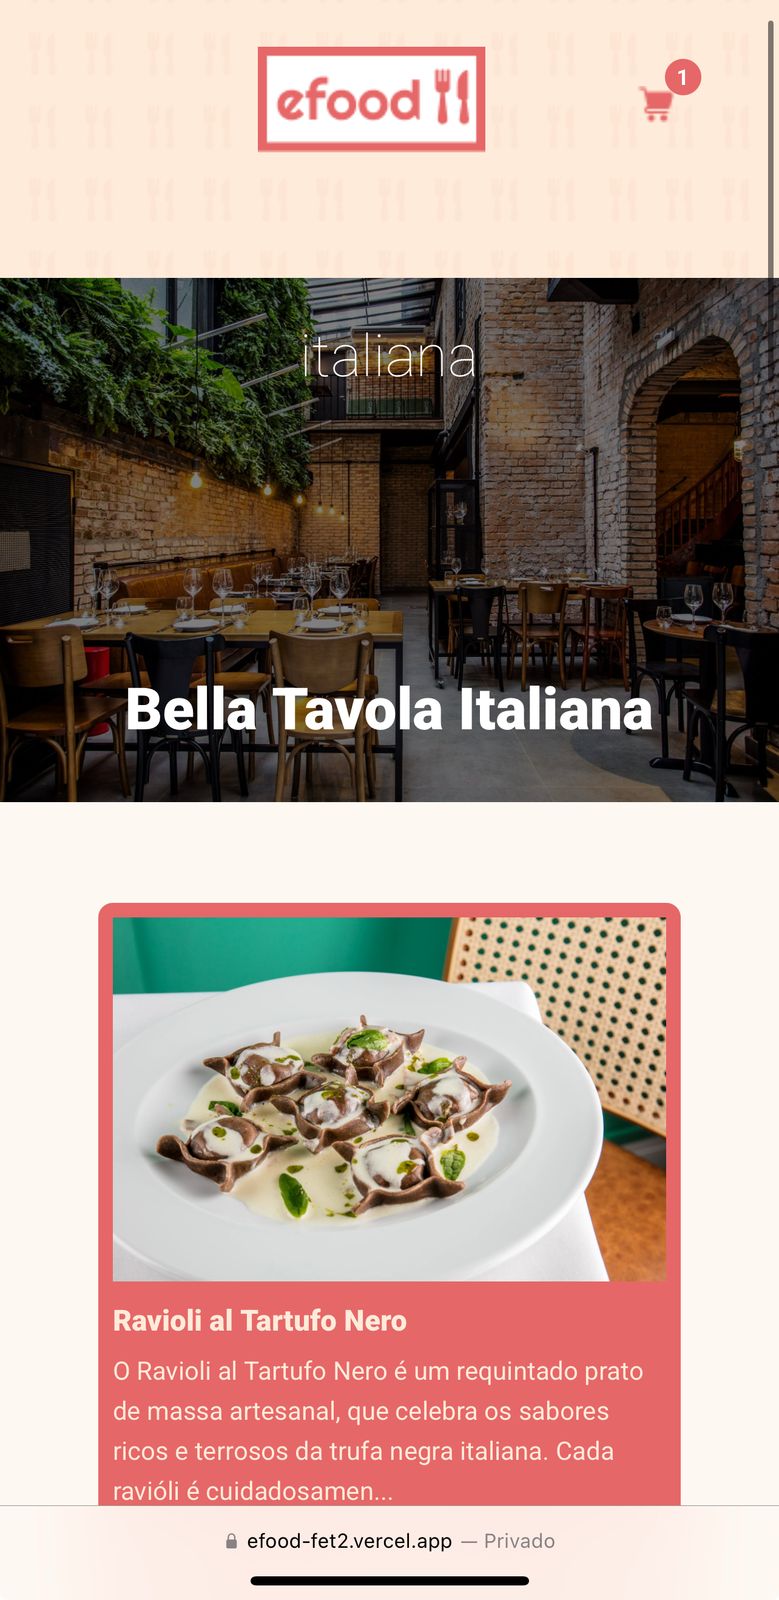 efood
1
italiana
Bella Tavola Italiana
Ravioli al Tartufo Nero
O Ravioli al Tartufo Nero é um requintado prato
de massa artesanal, que celebra os sabores
ricos e terrosos da trufa negra italiana. Cada
ravióli é cuidadosamen...
efood-fet2.vercel.app — Privado